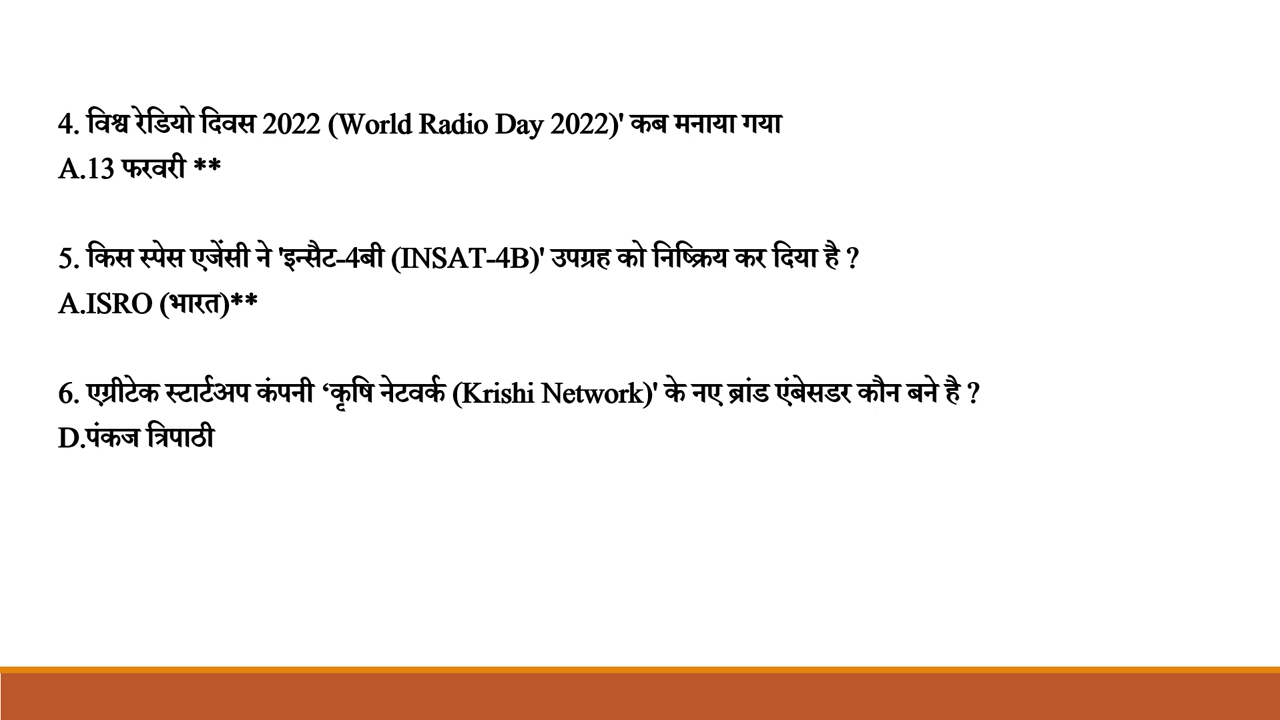 4. विश्व रेडियो दिवस 2022 (World Radio Day 2022)' कब मनाया गया
A.13 फरवरी **
5. किस स्पेस एजेंसी ने 'इन्सैट-4बी (INSAT-4B)' उपग्रह को निष्क्रिय कर दिया है ?
A.ISRO (भारत)**
6. एग्रीटेक स्टार्टअप कंपनी ‘कृषि नेटवर्क (Krishi Network)' के नए ब्रांड एंबेसडर कौन बने है ?
D.पंकज त्रिपाठी